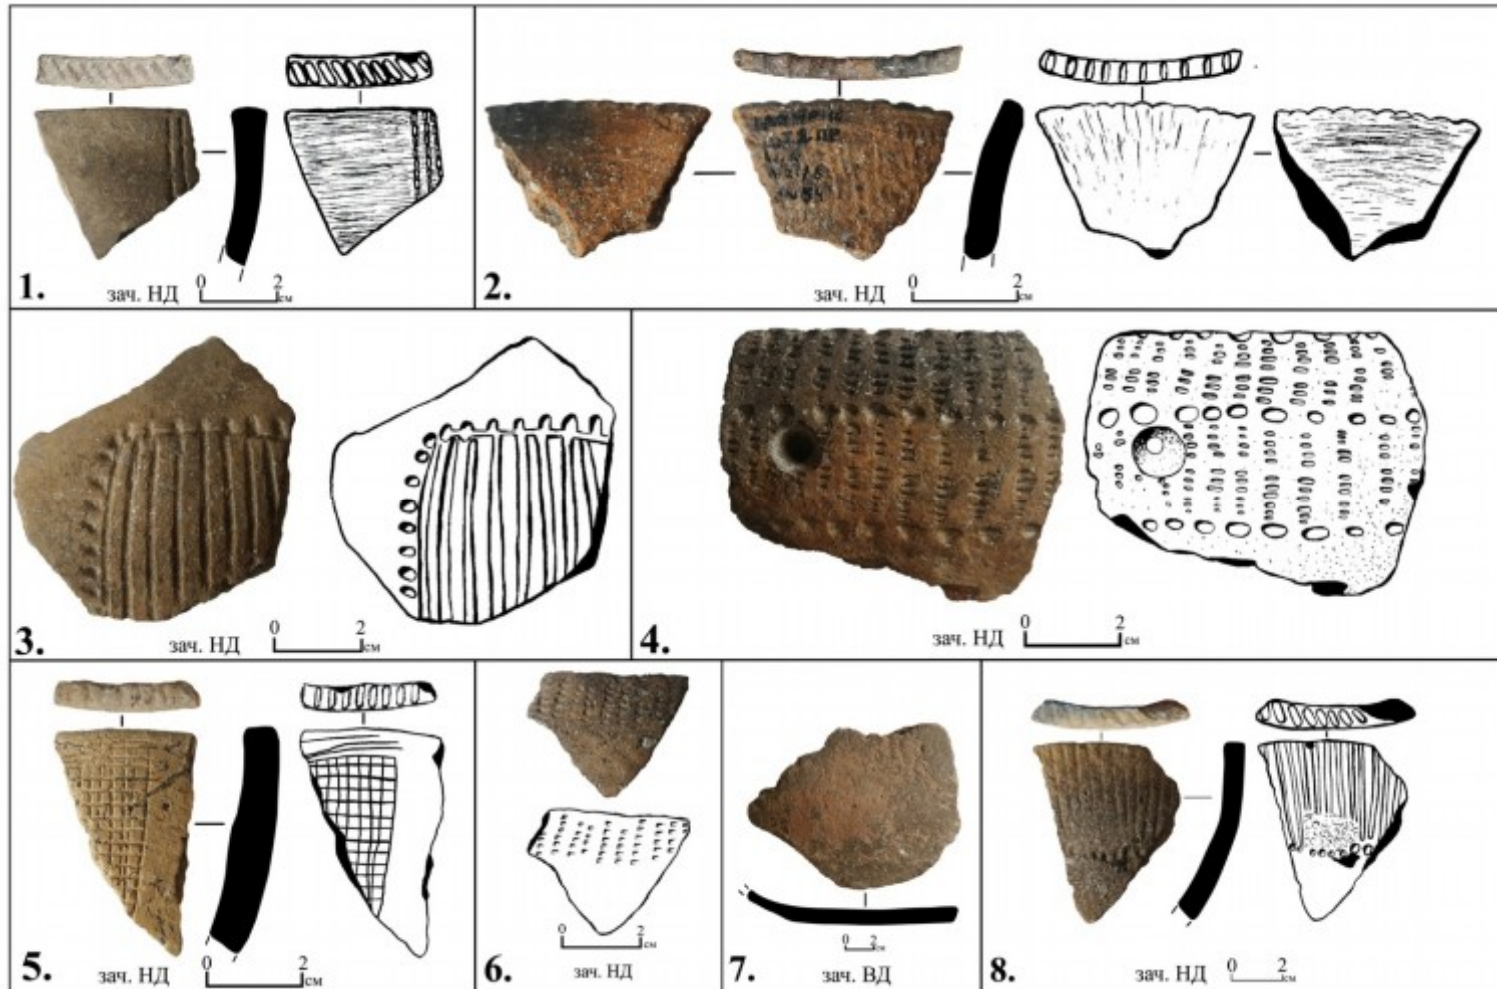 0 2
см
1. зач. НД
0 2
см
2. зач. НД
0 2
см
3. зач. НД
0 2
см
4. зач. НД
0 2
см
5. зач. НД
0 2
см
6. зач. НД
0 2
см
7. зач. ВД
0 2
см
8. зач. НД